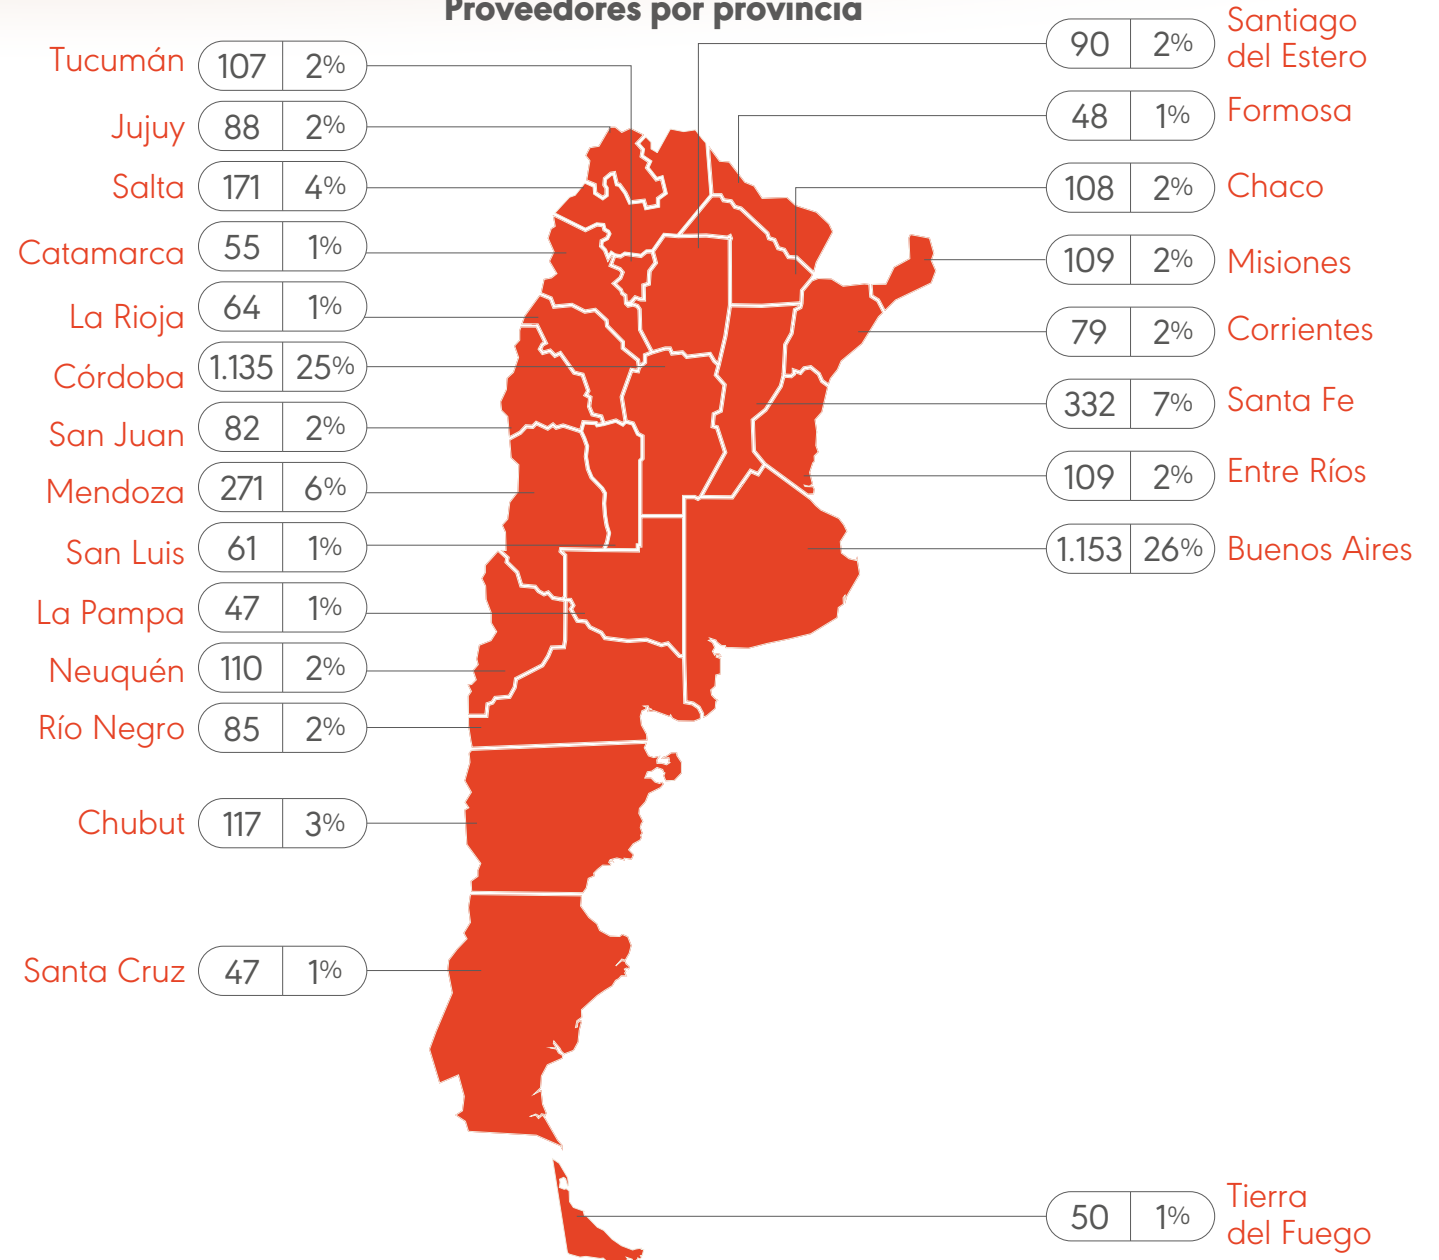 Proveedores por provincia
Tucumán 107 2%
Jujuy 88 2%
Salta 171 4%
Catamarca 55 1%
La Rioja 64 1%
Córdoba 1.135 25%
San Juan 82 2%
Mendoza 271 6%
San Luis 61 1%
La Pampa 47 1%
Neuquén 110 2%
Río Negro 85 2%
Chubut 117 3%
Santa Cruz 47 1%
90 2% Santiago
del Estero
48 1% Formosa
108 2% Chaco
109 2% Misiones
79 2% Corrientes
332 7% Santa Fe
109 2% Entre Ríos
1.153 26% Buenos Aires
50 1% Tierra
del Fuego